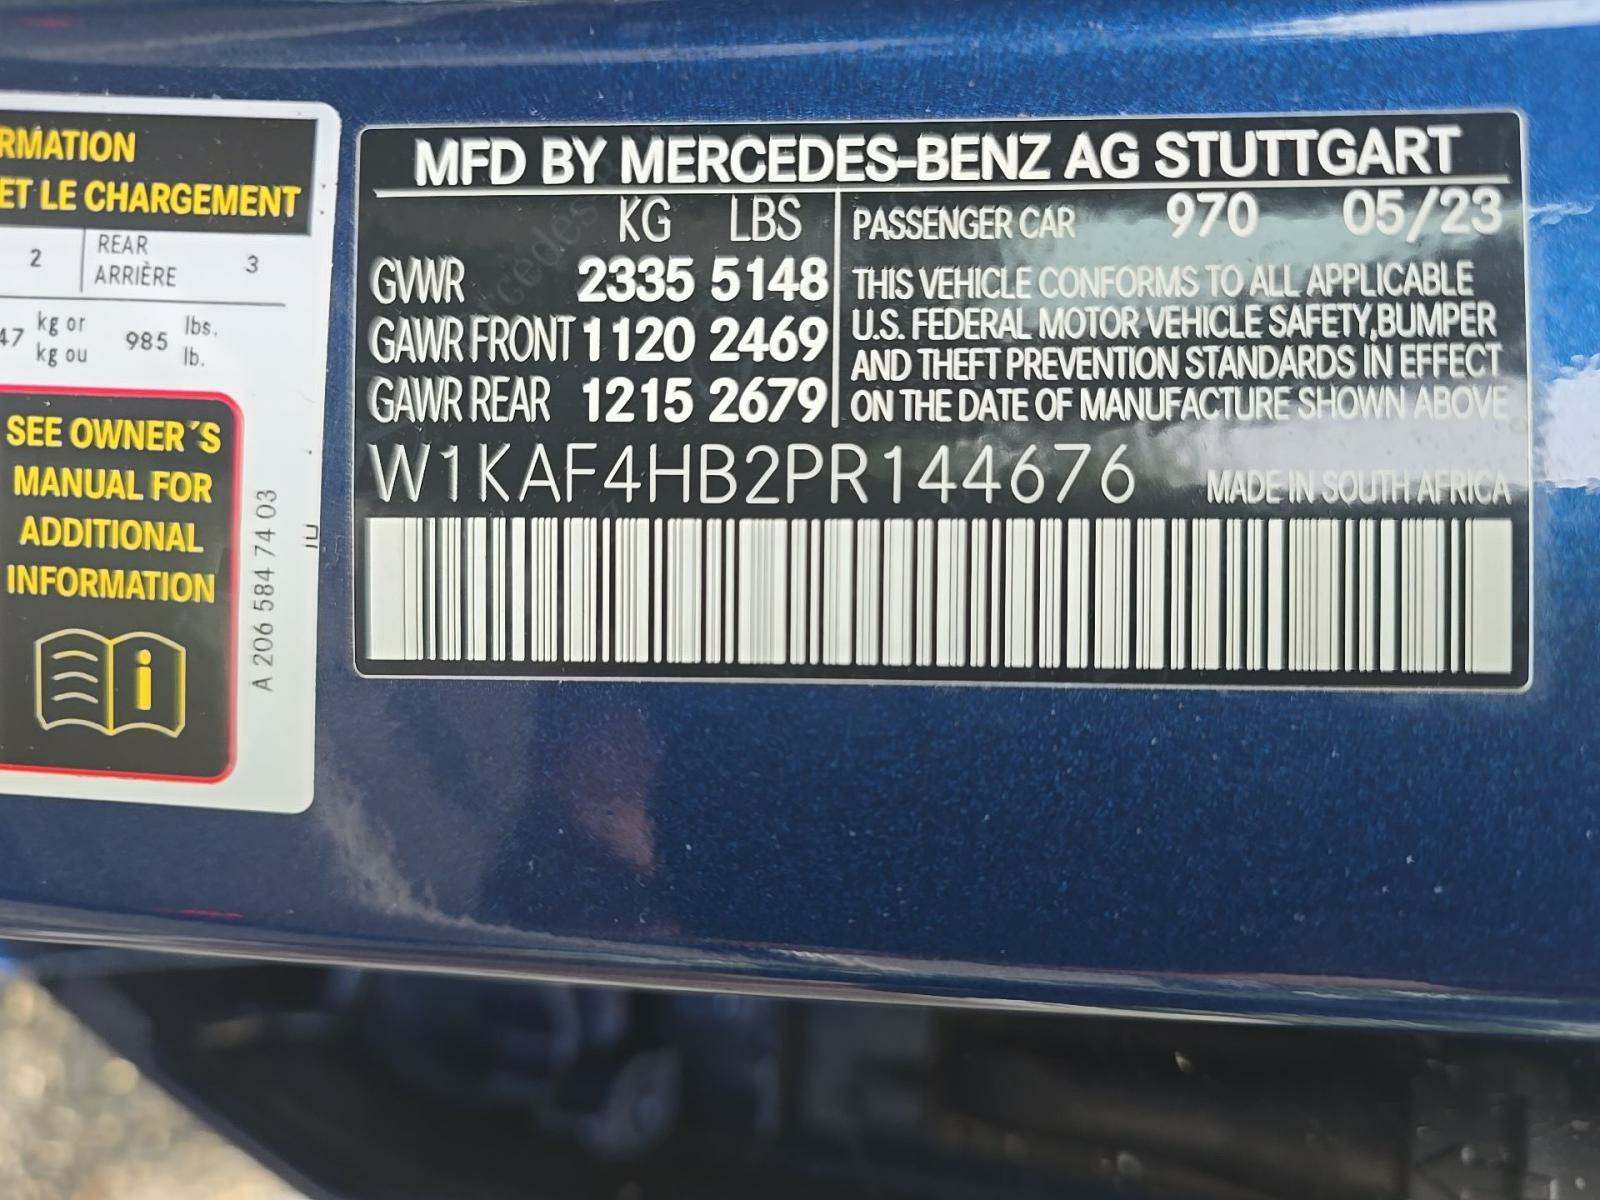 RMATION
ET LE CHARGEMENT
2 REAR
ARRIÈRE 3
47 kg or
kg ou 985 lbs.
lb.
SEE OWNER´S
MANUAL FOR
ADDITIONAL
INFORMATION
i
A 206 584 74 03
MFD BY MERCEDES-BENZ AG STUTTGART
KG LBS
GVWR 2335 5148
GAWR FRONT 1120 2469
GAWR REAR 1215 2679
PASSENGER CAR 970 05/23
THIS VEHICLE CONFORMS TO ALL APPLICABLE
U.S. FEDERAL MOTOR VEHICLE SAFETY,BUMPER
AND THEFT PREVENTION STANDARDS IN EFFECT
ON THE DATE OF MANUFACTURE SHOWN ABOVE
W1KAF4HB2PR144676 MADE IN SOUTH AFRICA